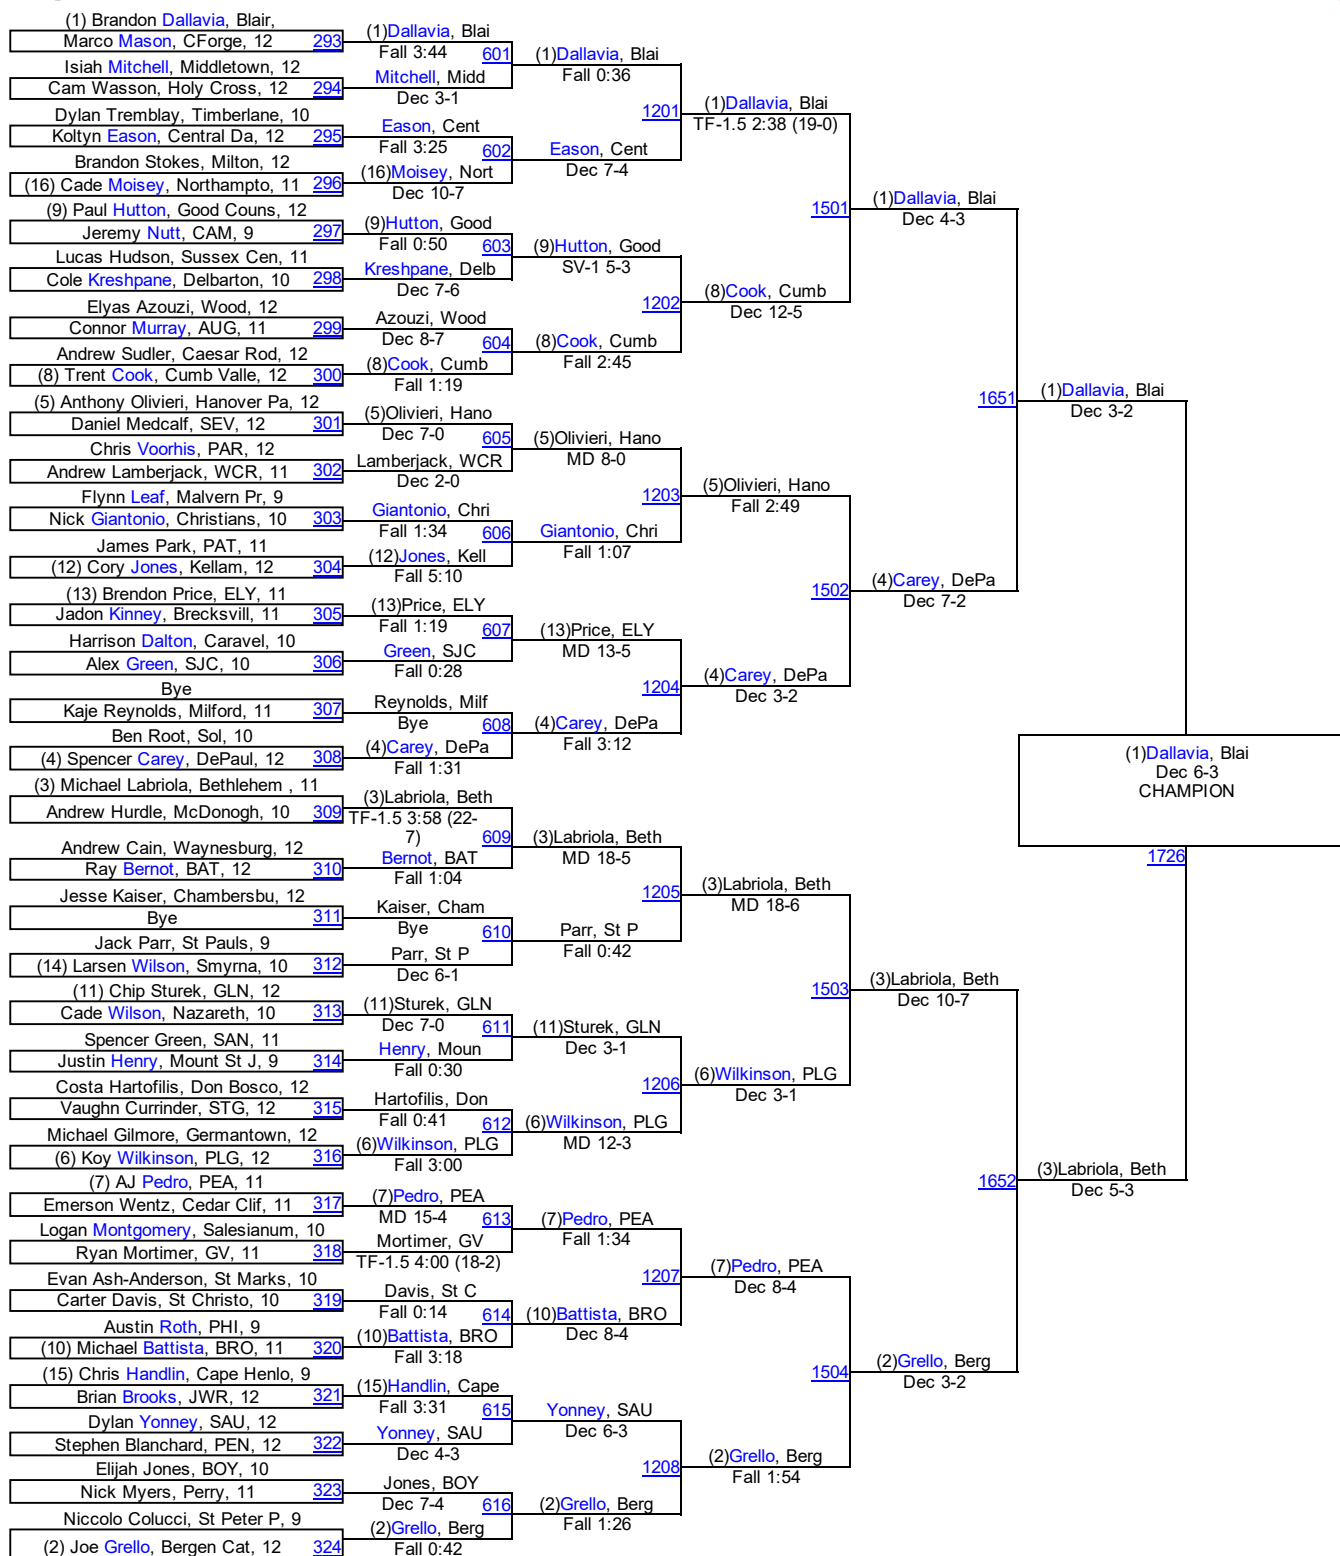 (1) Brandon Dallavia, Blair,
Marco Mason, CForge, 12 293
Isiah Mitchell, Middletown, 12
Cam Wasson, Holy Cross, 12 294
Dylan Tremblay, Timberlane, 10
Koltyn Eason, Central Da, 12 295
Brandon Stokes, Milton, 12
(16) Cade Moisey, Northampto, 11 296
(9) Paul Hutton, Good Couns, 12
Jeremy Nutt, CAM, 9 297
Lucas Hudson, Sussex Cen, 11
Cole Kreshpane, Delbarton, 10 298
Elyas Azouzi, Wood, 12
Connor Murray, AUG, 11 299
Andrew Sudler, Caesar Rod, 12
(8) Trent Cook, Cumb Valle, 12 300
(5) Anthony Olivieri, Hanover Pa, 12
Daniel Medcalf, SEV, 12 301
Chris Voorhis, PAR, 12
Andrew Lamberjack, WCR, 11 302
Flynn Leaf, Malvern Pr, 9
Nick Giantonio, Christians, 10 303
James Park, PAT, 11
(12) Cory Jones, Kellam, 12 304
(13) Brendon Price, ELY, 11
Jadon Kinney, Brecksvill, 11 305
Harrison Dalton, Caravel, 10
Alex Green, SJC, 10 306
Bye
Kaje Reynolds, Milford, 11 307
Ben Root, Sol, 10
(4) Spencer Carey, DePaul, 12 308
(3) Michael Labriola, Bethlehem , 11
Andrew Hurdle, McDonogh, 10 309
Andrew Cain, Waynesburg, 12
Ray Bernot, BAT, 12 310
Jesse Kaiser, Chambersbu, 12
Bye 311
Jack Parr, St Pauls, 9
(14) Larsen Wilson, Smyrna, 10 312
(11) Chip Sturek, GLN, 12
Cade Wilson, Nazareth, 10 313
Spencer Green, SAN, 11
Justin Henry, Mount St J, 9 314
Costa Hartofilis, Don Bosco, 12
Vaughn Currinder, STG, 12 315
Michael Gilmore, Germantown, 12
(6) Koy Wilkinson, PLG, 12 316
(7) AJ Pedro, PEA, 11
Emerson Wentz, Cedar Clif, 11 317
Logan Montgomery, Salesianum, 10
Ryan Mortimer, GV, 11 318
Evan Ash-Anderson, St Marks, 10
Carter Davis, St Christo, 10 319
Austin Roth, PHI, 9
(10) Michael Battista, BRO, 11 320
(15) Chris Handlin, Cape Henlo, 9
Brian Brooks, JWR, 12 321
Dylan Yonney, SAU, 12
Stephen Blanchard, PEN, 12 322
Elijah Jones, BOY, 10
Nick Myers, Perry, 11 323
Niccolo Colucci, St Peter P, 9
(2) Joe Grello, Bergen Cat, 12 324
(1)Dallavia, Blai
Fall 3:44
601
Mitchell, Midd
Dec 3-1
Eason, Cent
Fall 3:25
602
(16)Moisey, Nort
Dec 10-7
(9)Hutton, Good
Fall 0:50
603
Kreshpane, Delb
Dec 7-6
Azouzi, Wood
Dec 8-7
604
(8)Cook, Cumb
Fall 1:19
(5)Olivieri, Hano
Dec 7-0
605
Lamberjack, WCR
Dec 2-0
Giantonio, Chri
Fall 1:34
606
(12)Jones, Kell
Fall 5:10
(13)Price, ELY
Fall 1:19
607
Green, SJC
Fall 0:28
Reynolds, Milf
Bye
608
(4)Carey, DePa
Fall 1:31
(3)Labriola, Beth
TF-1.5 3:58 (22-
7)
609
Bernot, BAT
Fall 1:04
Kaiser, Cham
Bye
610
Parr, St P
Dec 6-1
(11)Sturek, GLN
Dec 7-0
611
Henry, Moun
Fall 0:30
Hartofilis, Don
Fall 0:41
612
(6)Wilkinson, PLG
Fall 3:00
(7)Pedro, PEA
MD 15-4
613
Mortimer, GV
TF-1.5 4:00 (18-2)
Davis, St C
Fall 0:14
614
(10)Battista, BRO
Fall 3:18
(15)Handlin, Cape
Fall 3:31
615
Yonney, SAU
Dec 4-3
Jones, BOY
Dec 7-4
616
(2)Grello, Berg
Fall 0:42
(1)Dallavia, Blai
Fall 0:36
1201
Eason, Cent
Dec 7-4
(9)Hutton, Good
SV-1 5-3
1202
(8)Cook, Cumb
Fall 2:45
(5)Olivieri, Hano
MD 8-0
1203
Giantonio, Chri
Fall 1:07
(13)Price, ELY
MD 13-5
1204
(4)Carey, DePa
Fall 3:12
(3)Labriola, Beth
MD 18-5
1205
Parr, St P
Fall 0:42
(11)Sturek, GLN
Dec 3-1
1206
(6)Wilkinson, PLG
MD 12-3
(7)Pedro, PEA
Fall 1:34
1207
(10)Battista, BRO
Dec 8-4
Yonney, SAU
Dec 6-3
1208
(2)Grello, Berg
Fall 1:26
(1)Dallavia, Blai
TF-1.5 2:38 (19-0)
1501
(8)Cook, Cumb
Dec 12-5
(5)Olivieri, Hano
Fall 2:49
1502
(4)Carey, DePa
Dec 3-2
(3)Labriola, Beth
MD 18-6
1503
(6)Wilkinson, PLG
Dec 3-1
(7)Pedro, PEA
Dec 8-4
1504
(2)Grello, Berg
Fall 1:54
(1)Dallavia, Blai
Dec 4-3
1651
(4)Carey, DePa
Dec 7-2
(3)Labriola, Beth
Dec 10-7
1652
(2)Grello, Berg
Dec 3-2
(1)Dallavia, Blai
Dec 3-2
(3)Labriola, Beth
Dec 5-3
(1)Dallavia, Blai
Dec 6-3
CHAMPION
1726